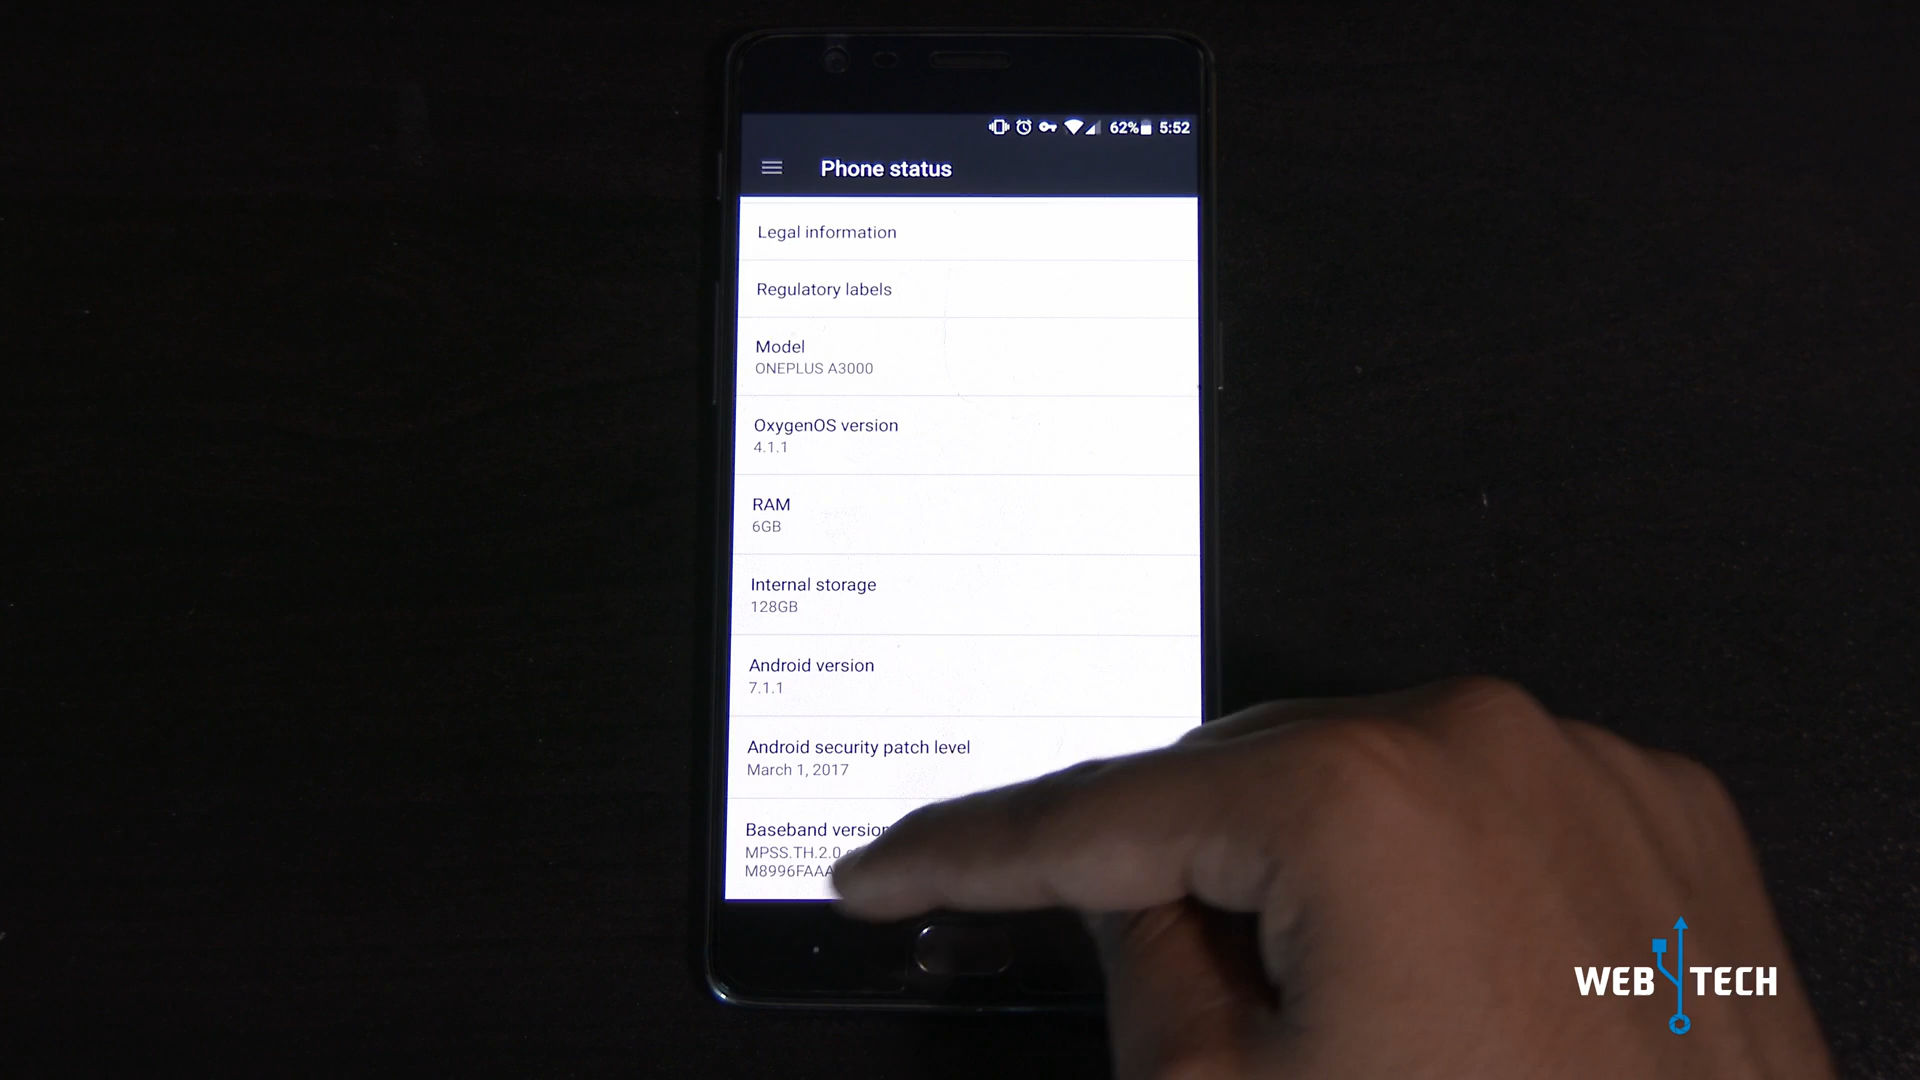 62% 5:52
Phone status
Legal information
Regulatory labels
Model
ONEPLUS A3000
OxygenOS version
4.1.1
RAM
6GB
Internal storage
128GB
Android version
7.1.1
Android security patch level
March 1, 2017
Baseband version
MPSS.TH.2.0
M8996FAAA
WEB TECH